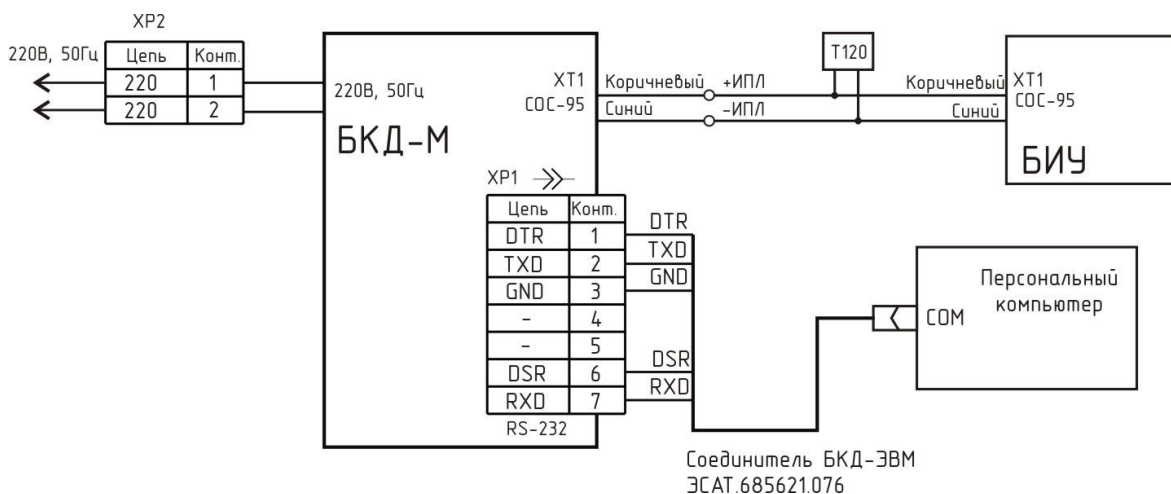 XP2
220В, 50Гц
Цепь Конт.
220 1
220 2
220В, 50Гц
БКД-М
XT1
СОС-95
Коричневый +ИПЛ
Синий -ИПЛ
Т120
Коричневый
Синий
XT1
СОС-95
БИУ
XP1
Цепь Конт.
DTR 1
TXD 2
GND 3
- 4
- 5
DSR 6
RXD 7
RS-232
DTR
TXD
GND
DSR
RXD
Персональный
компьютер
COM
Соединитель БКД-ЭВМ
ЭСАТ.685621.076